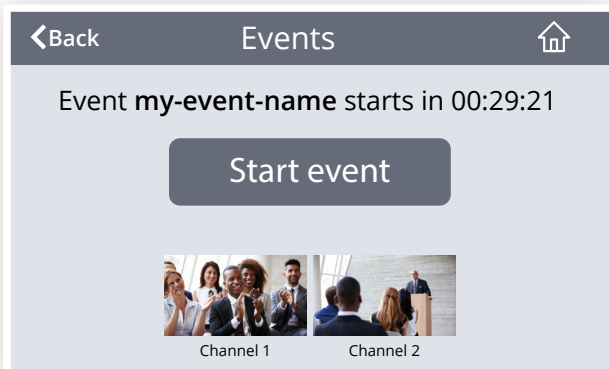 Back Events
Event my-event-name starts in 00:29:21
Start event
Channel 1 Channel 2